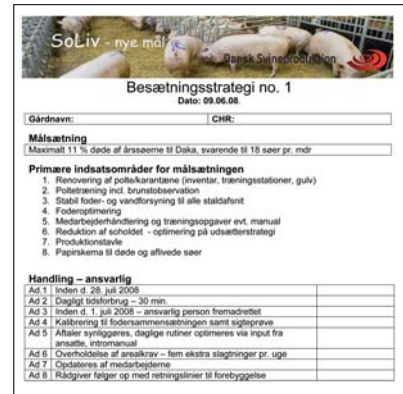 SoLiv - nye mål
Dansk Svineproduktion
Besætningsstrategi no. 1
Dato: 09.06.08.
Gårdnavn: CHR:
Målsætning
Maximalt 11 % døde af årssøerne til Daka, svarende til 18 søer pr. mdr
Primære indsatsområder for målsætningen
1. Renovering af polte/karantæne (inventar, træningsstationer, gulv)
2. Poltetræning incl. brunstobservation
3. Stabil foder- og vandforsyning til alle staldafsnit
4. Foderoptimering
5. Medarbejderhåndtering og træningsopgaver evt. manual
6. Reduktion af soholdet - optimering på udsætterstrategi
7. Produktionstavle
8. Papirskema til døde og aflivede søer
Handling – ansvarlig
Ad.1 Inden d. 28. juli 2008
Ad 2 Dagligt tidsforbrug – 30 min.
Ad 3 Inden d. 1. juli 2008 – ansvarlig person fremadrettet
Ad 4 Kalibrering til fodersammensætningen samt sigteprøve
Ad 5 Aftaler synliggøres, daglige rutiner optimeres via input fra
ansatte, intromanual
Ad 6 Overholdelse af arealkrav – fem ekstra slagtninger pr. uge
Ad 7 Opdateres af medarbejderne
Ad 8 Rådgiver følger op med retningslinier til forebyggelse